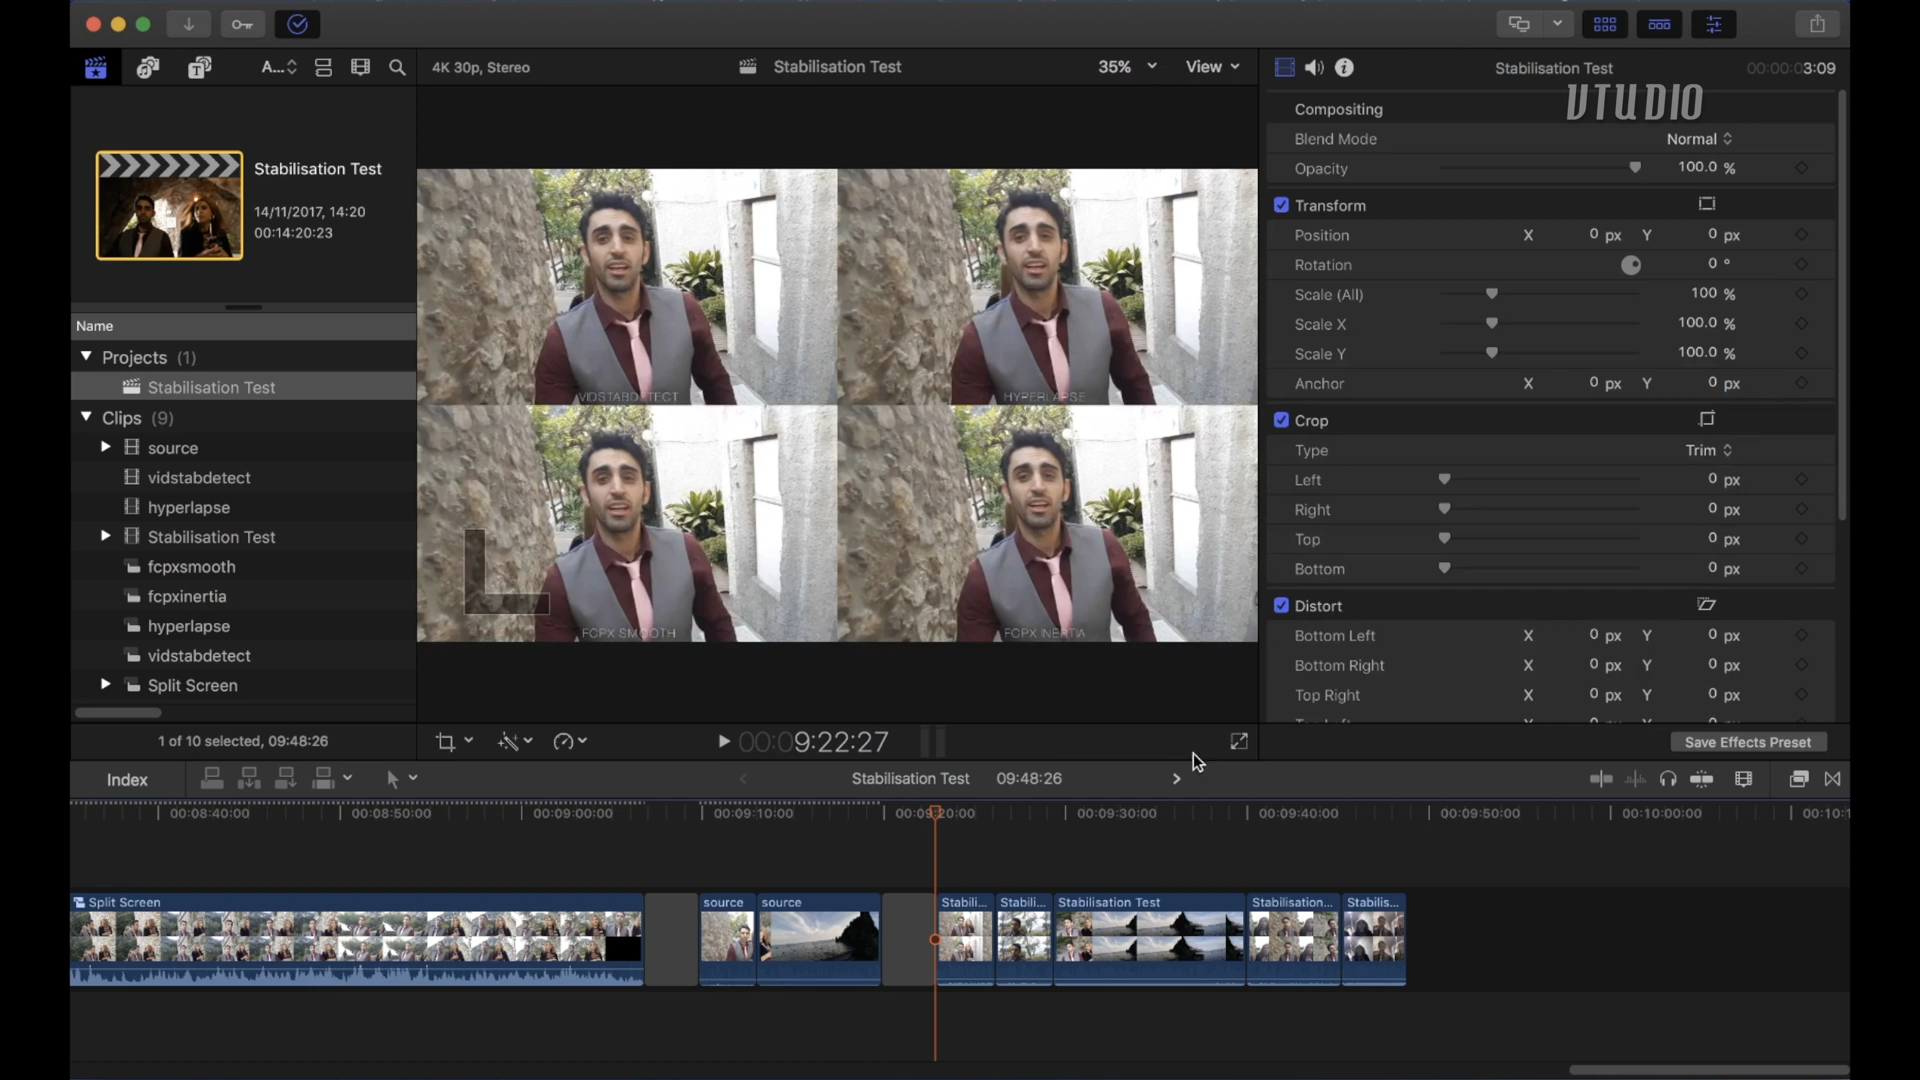 A...
4K 30p, Stereo
Stabilisation Test
35%
View
Stabilisation Test
00:00:03:09
VTUDIO
Compositing
Blend Mode
Normal
Opacity
100.0 %
Stabilisation Test
14/11/2017, 14:20
00:14:20:23
Transform
Position X 0 px Y 0 px
Rotation 0 °
Scale (All) 100 %
Scale X 100.0 %
Scale Y 100.0 %
Anchor X 0 px Y 0 px
Crop
Type Trim
Left 0 px
Right 0 px
Top 0 px
Bottom 0 px
Distort
Bottom Left X 0 px Y 0 px
Bottom Right X 0 px Y 0 px
Top Right X 0 px Y 0 px
Name
Projects (1)
Stabilisation Test
Clips (9)
source
vidstabdetect
hyperlapse
Stabilisation Test
fcpxsmooth
fcpxinertia
hyperlapse
vidstabdetect
Split Screen
VIDSTABDETECT
HYPERLAPSE
FCPX SMOOTH
FCPX INERTIA
1 of 10 selected, 09:48:26
00:09:22:27
Save Effects Preset
Index
Stabilisation Test 09:48:26
00:08:40:00
00:08:50:00
00:09:00:00
00:09:10:00
00:09:20:00
00:09:30:00
00:09:40:00
00:09:50:00
00:10:00:00
00:10:1
Split Screen
source
source
Stabili...
Stabili...
Stabilisation Test
Stabilisation...
Stabilis...